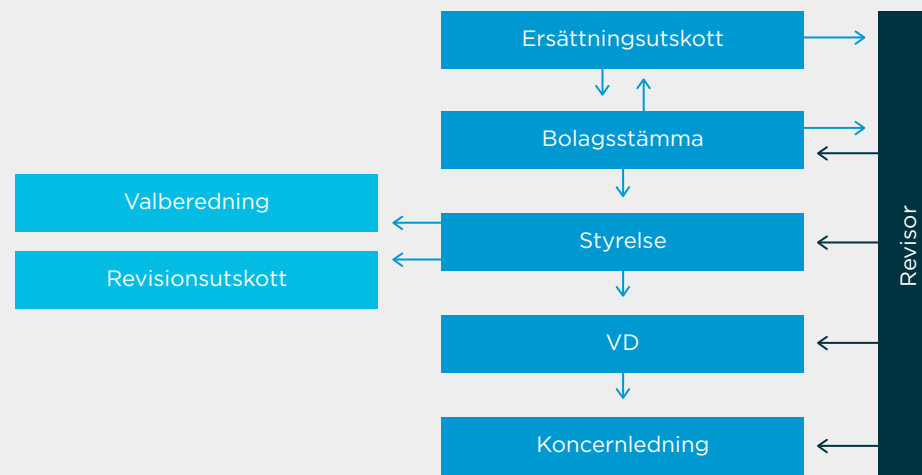 Ersättningsutskott
Bolagsstämma
Valberedning
Styrelse
Revisionsutskott
VD
Koncernledning
Revisor